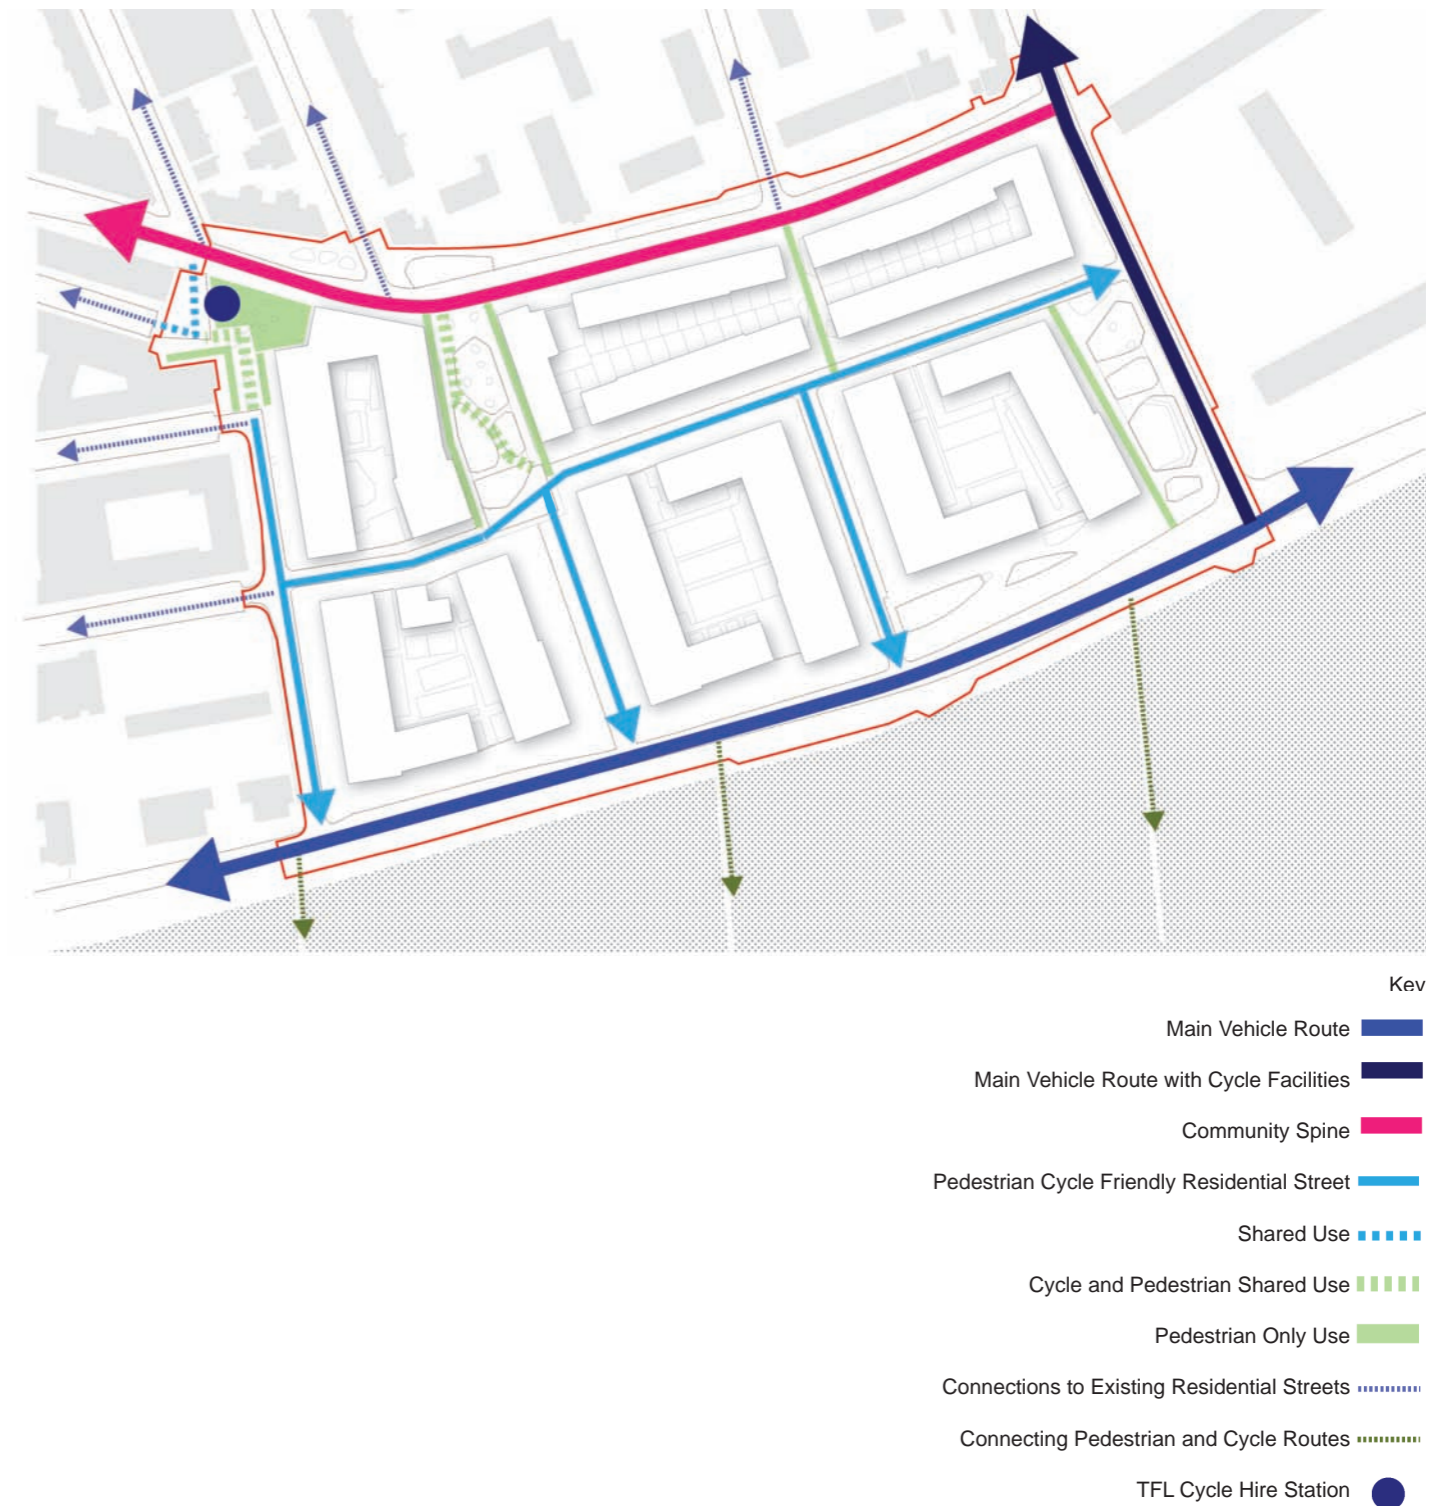 Key
Main Vehicle Route
Main Vehicle Route with Cycle Facilities
Community Spine
Pedestrian Cycle Friendly Residential Street
Shared Use
Cycle and Pedestrian Shared Use
Pedestrian Only Use
Connections to Existing Residential Streets
Connecting Pedestrian and Cycle Routes
TFL Cycle Hire Station